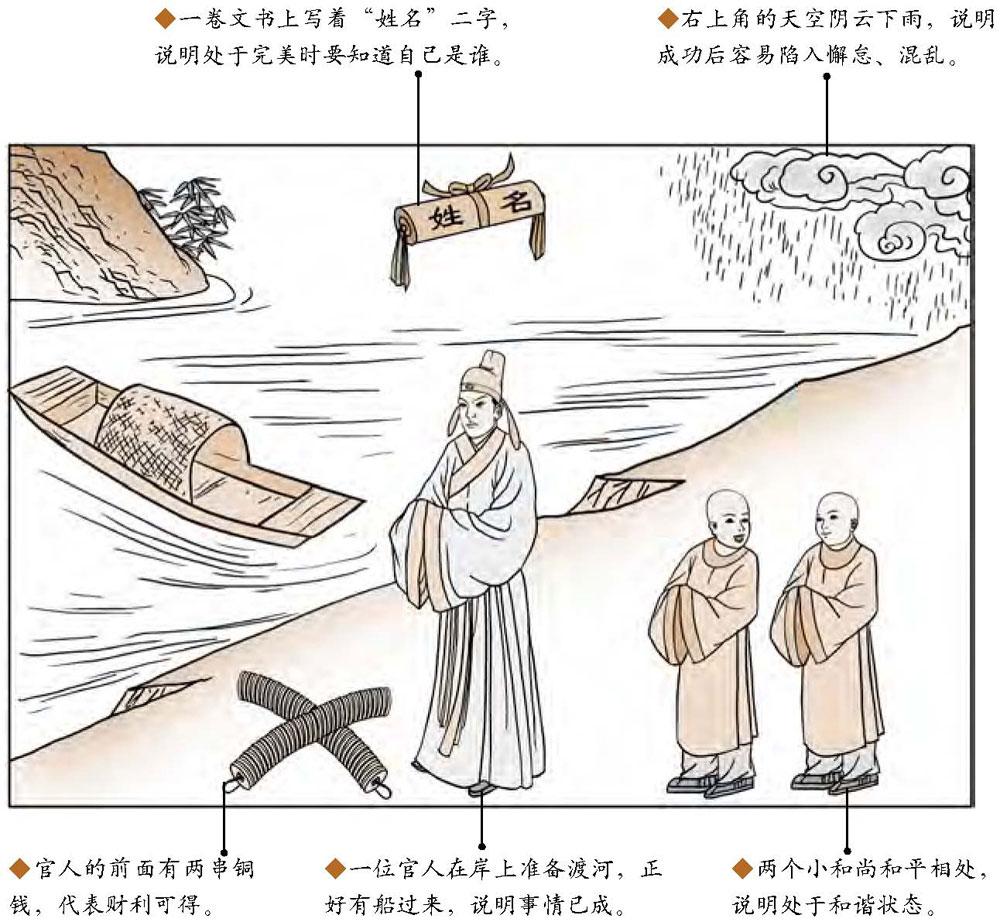 ◆一卷文书上写着“姓名”二字，
说明处于完美时要知道自己是谁。
◆右上角的天空阴云下雨，说明
成功后容易陷入懈怠、混乱。
姓名
◆官人的前面有两串铜
钱，代表财利可得。
◆一位官人在岸上准备渡河，正
好有船过来，说明事情已成。
◆两个小和尚和平相处，
说明处于和谐状态。